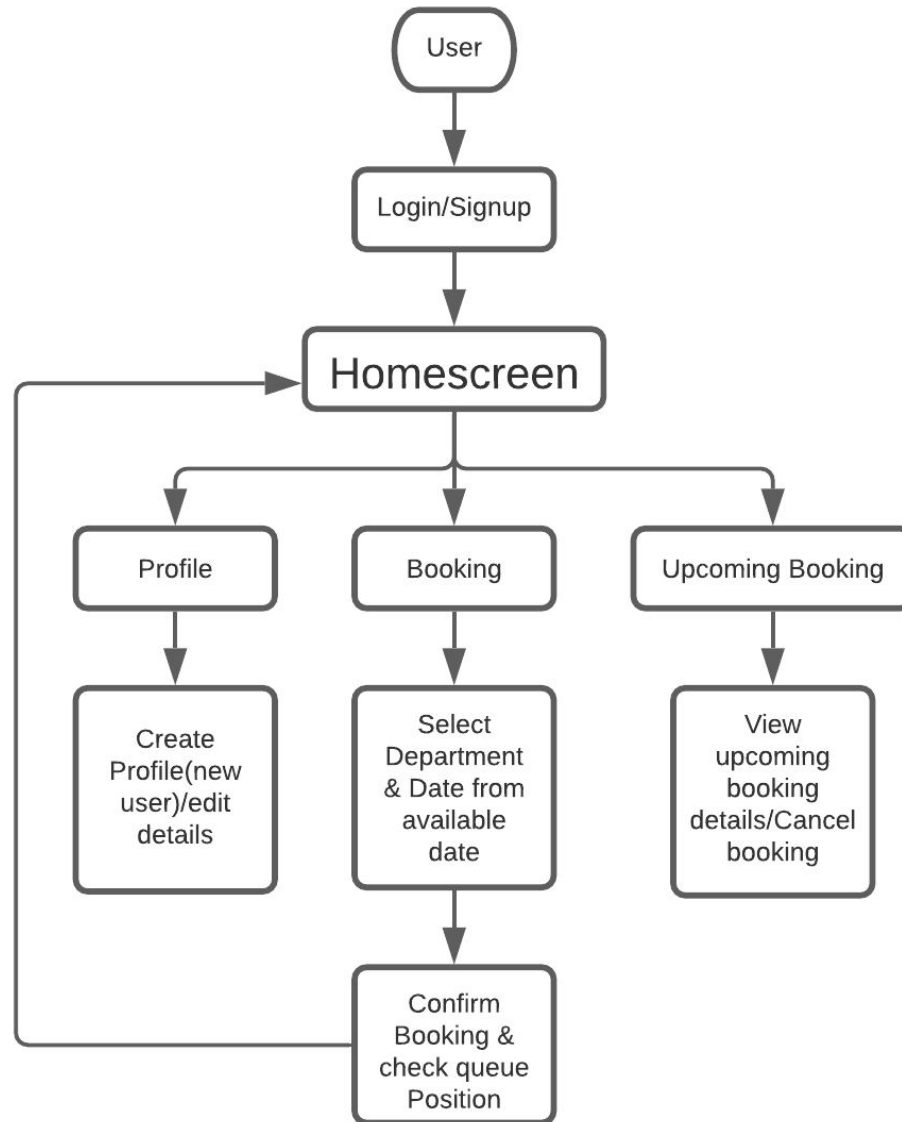 User
Login/Signup
Homescreen
Profile
Booking
Upcoming Booking
Create
Profile(new
user)/edit
details
Select
Department
& Date from
available
date
View
upcoming
booking
details/Cancel
booking
Confirm
Booking &
check queue
Position